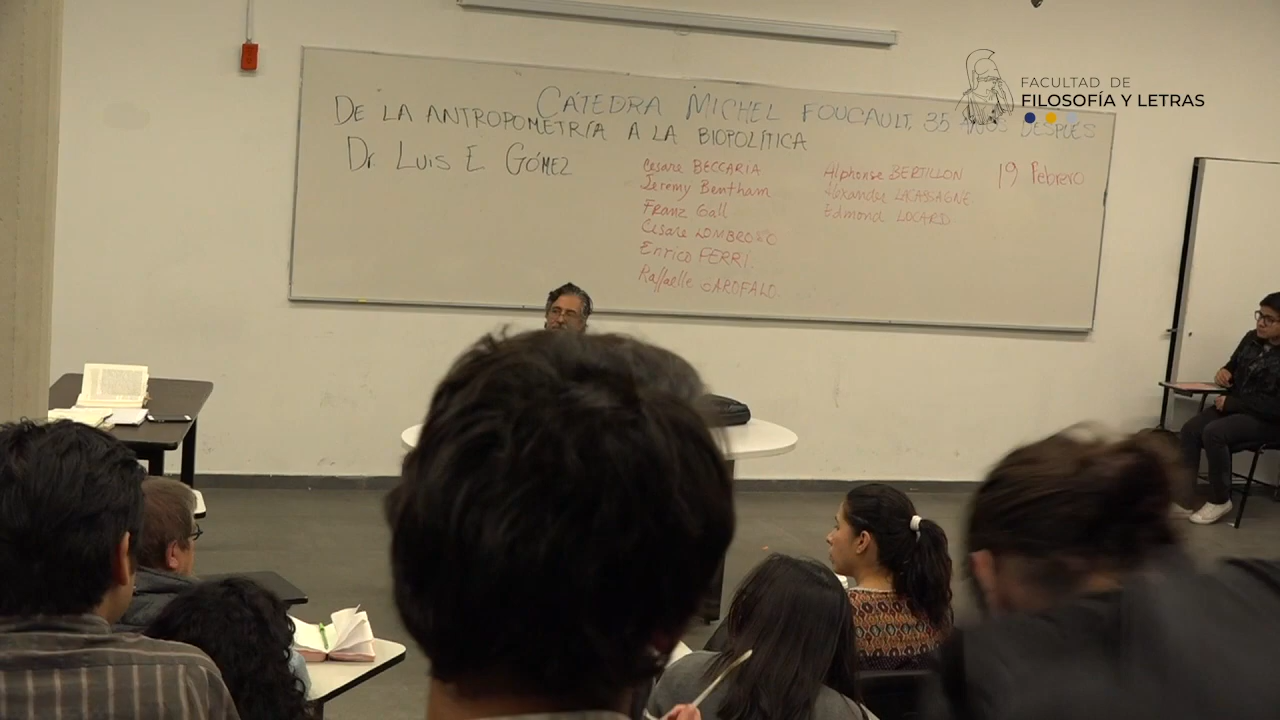 CÁTEDRA MICHEL FOUCAULT, 35 AÑOS DESPUÉS
DE LA ANTROPOMETRÍA A LA BIOPOLÍTICA
Dr Luis E GÓMEZ
19 Febrero
Cesare BECCARIA
Jeremy Bentham
Franz Gall
Cesare LOMBROSO
Enrico FERRI.
Raffaelle GAROFALO.
Alphonse BERTILLON
Alexander LACASSAGNE.
Edmond LOCARD.
FACULTAD DE
FILOSOFÍA Y LETRAS